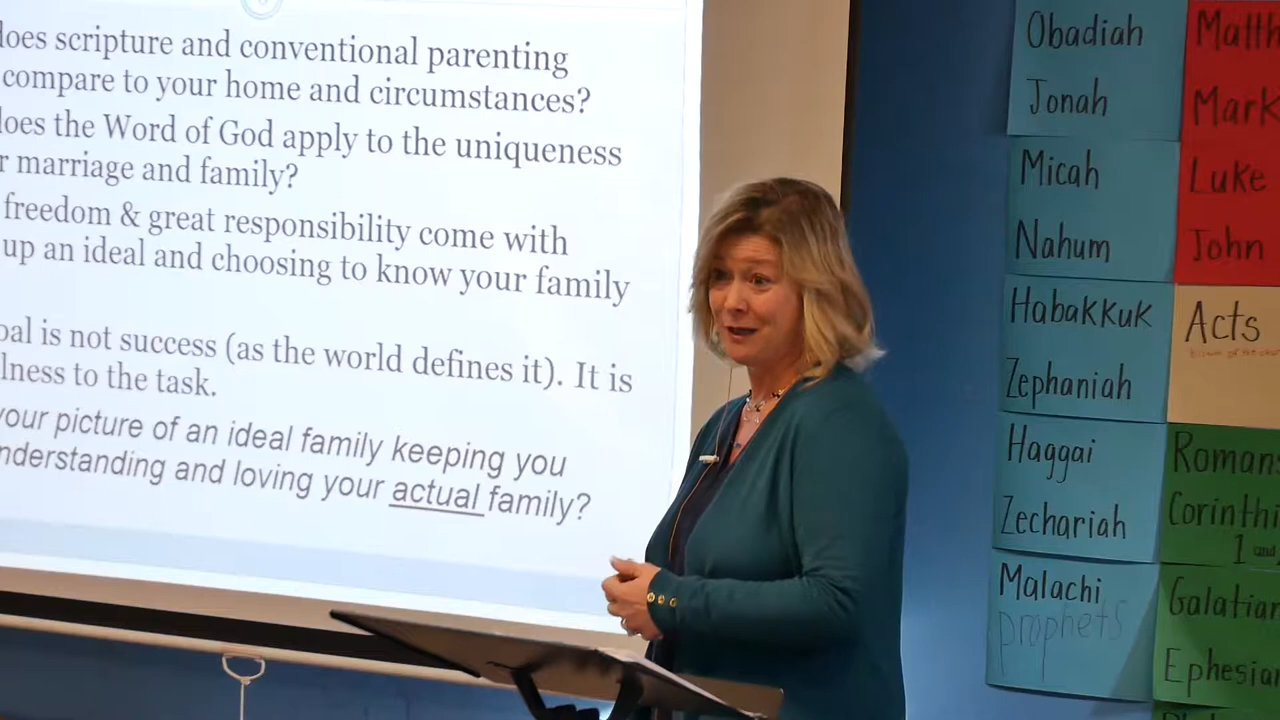 does scripture and conventional parenting
compare to your home and circumstances?
does the Word of God apply to the uniqueness
r marriage and family?
freedom & great responsibility come with
up an ideal and choosing to know your family
oal is not success (as the world defines it). It is
lness to the task.
your picture of an ideal family keeping you
nderstanding and loving your actual family?
Obadiah
Jonah
Micah
Nahum
Habakkuk
Zephaniah
Haggai
Zechariah
Malachi
prophets
Matth
Mark
Luke
John
Acts
Romans
Corinthi
1 and
Galatian
Ephesian